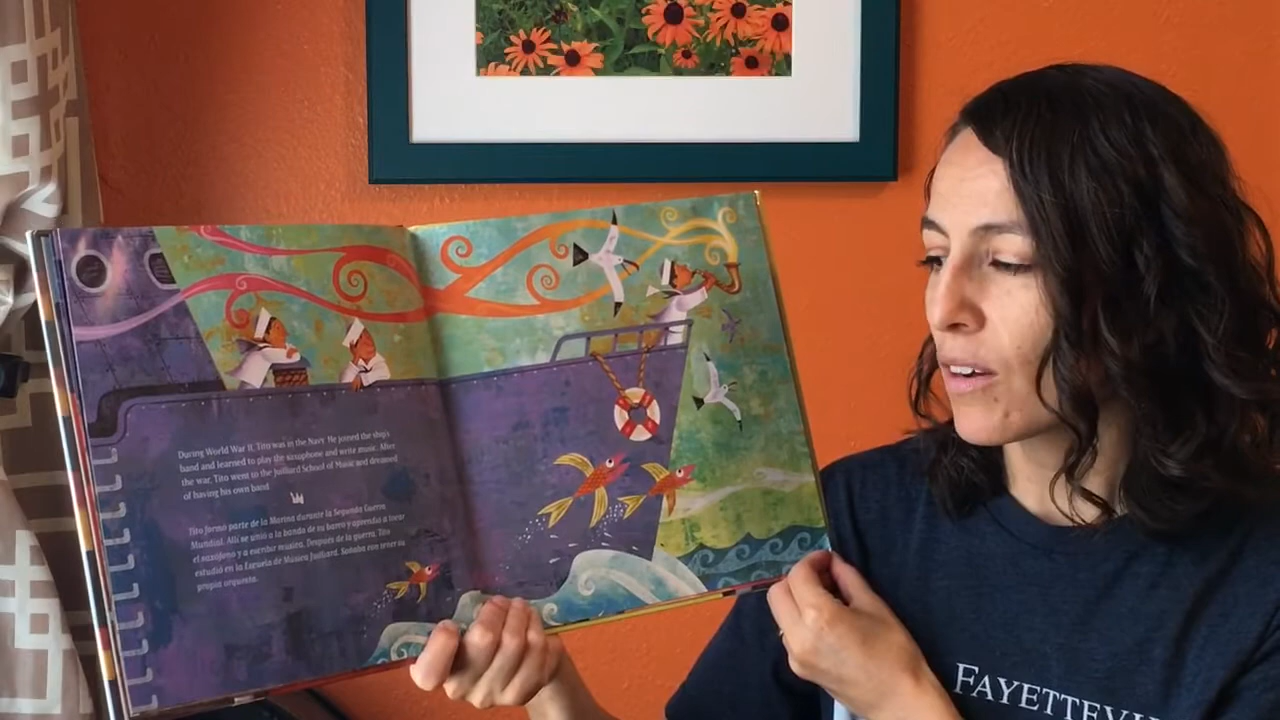 During World War II, Tito was in the Navy. He joined the ship's
band and learned to play the saxophone and write music. After
the war, Tito went to the Juilliard School of Music and dreamed
of having his own band.
Tito formó parte de la Marina durante la Segunda Guerra
Mundial. Allí se unió a la banda de su barco y aprendió a tocar
el saxófono y a escribir música. Después de la guerra, Tito
estudió en la Escuela de Música Juilliard. Soñaba con tener su
propia orquesta.
FAYETTEVI